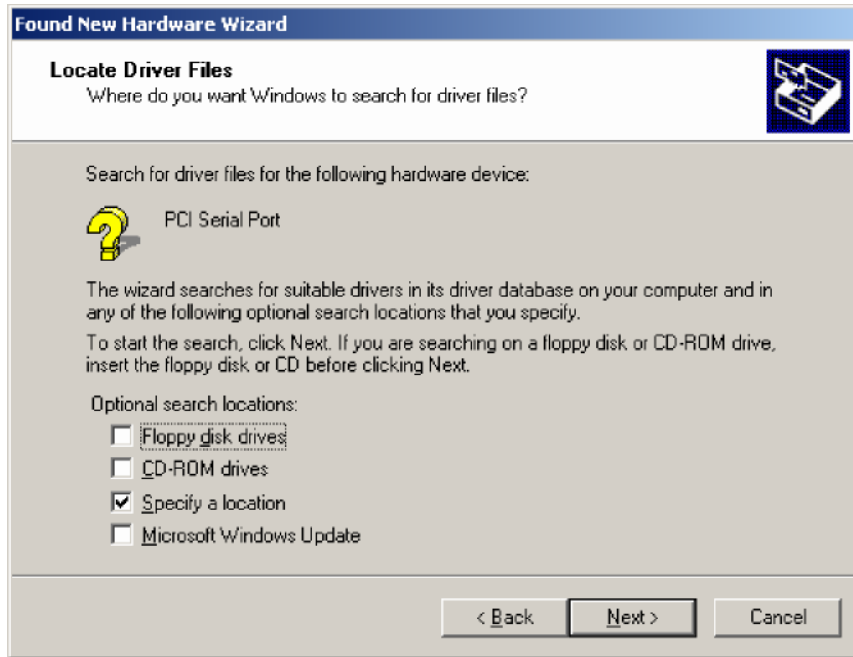 Found New Hardware Wizard
Locate Driver Files
Where do you want Windows to search for driver files?
Search for driver files for the following hardware device:
PCI Serial Port
The wizard searches for suitable drivers in its driver database on your computer and in
any of the following optional search locations that you specify.
To start the search, click Next. If you are searching on a floppy disk or CD-ROM drive,
insert the floppy disk or CD before clicking Next.
Optional search locations:
Floppy disk drives
CD-ROM drives
Specify a location
Microsoft Windows Update
< Back Next > Cancel